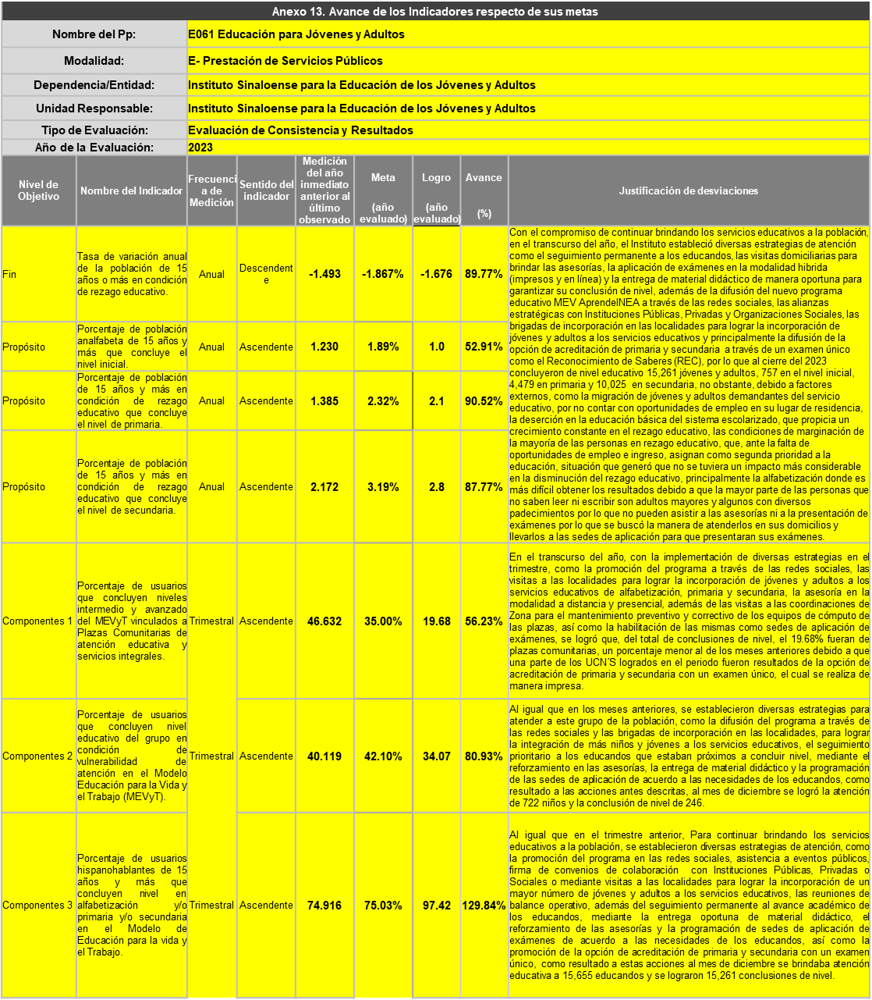 Anexo 13. Avance de los Indicadores respecto de sus metas
Nombre del Pp:
E061 Educación para Jóvenes y Adultos
Modalidad:
E- Prestación de Servicios Públicos
Dependencia/Entidad:
Instituto Sinaloense para la Educación de los Jóvenes y Adultos
Unidad Responsable:
Instituto Sinaloense para la Educación de los Jóvenes y Adultos
Tipo de Evaluación:
Evaluación de Consistencia y Resultados
Año de la Evaluación:
2023
Nivel de
Objetivo
Nombre del Indicador
Frecuenci
a de
Medición
Sentido del
indicador
Medición
del año
inmediato
anterior al
último
observado
Meta
(año
evaluado)
Logro
(año
evaluado)
Avance
(%)
Justificación de desviaciones
Fin
Tasa de variación anual
de la población de 15
años o más en condición
de rezago educativo.
Anual
Descendent
e
-1.493
-1.867%
-1.676
89.77%
Con el compromiso de continuar brindando los servicios educativos a la población,
en el transcurso del año, el Instituto estableció diversas estrategias de atención
como el seguimiento permanente a los educandos, las visitas domiciliarias para
brindar las asesorías, la aplicación de exámenes en la modalidad hibrida
(impresos y en línea) y la entrega de material didáctico de manera oportuna para
garantizar su conclusión de nivel, además de la difusión del nuevo programa
educativo MEV AprendeINEA a través de las redes sociales, las alianzas
estratégicas con Instituciones Públicas, Privadas y Organizaciones Sociales, las
brigadas de incorporación en las localidades para lograr la incorporación de
jóvenes y adultos a los servicios educativos y principalmente la difusión de la
opción de acreditación de primaria y secundaria a través de un examen único
como el Reconocimiento de Saberes (REC), por lo que al cierre del 2023
concluyeron de nivel educativo 15,261 jóvenes y adultos, 757 en el nivel inicial,
4,479 en primaria y 10,025 en secundaria, no obstante, debido a factores
externos, como la migración de jóvenes y adultos demandantes del servicio
educativo, por no contar con oportunidades de empleo en su lugar de residencia,
la deserción en la educación básica del sistema escolarizado, que propicia un
crecimiento constante en el rezago educativo, las condiciones de marginación de
la mayoría de las personas en rezago educativo, que, ante la falta de
oportunidades de empleo e ingreso, asignan como segunda prioridad a la
educación, situación que generó que no se tuviera un impacto más considerable
en la disminución del rezago educativo, principalmente la alfabetización donde es
más difícil obtener los resultados debido a que la mayor parte de las personas que
no saben leer ni escribir son adultos mayores y algunos con diversos
padecimientos por lo que no pueden asistir a las asesorías ni a la presentación de
exámenes por lo que se buscó la manera de atenderlos en sus domicilios y
llevarlos a las sedes de aplicación para que presentaran sus exámenes.
Propósito
Porcentaje de población
analfabeta de 15 años y
más que concluye el
nivel inicial.
Anual
Ascendente
1.230
1.89%
1.0
52.91%
Propósito
Porcentaje de población
de 15 años y más en
condición de rezago
educativo que concluye
el nivel de primaria.
Anual
Ascendente
1.385
2.32%
2.1
90.52%
Propósito
Porcentaje de población
de 15 años y más en
condición de rezago
educativo que concluye
el nivel de secundaria.
Anual
Ascendente
2.172
3.19%
2.8
87.77%
Componentes 1
Porcentaje de usuarios
que concluyen niveles
intermedio y avanzado
del MEVyT vinculados a
Plazas Comunitarias de
atención educativa y
servicios integrales.
Trimestral
Ascendente
46.632
35.00%
19.68
56.23%
En el transcurso del año, con la implementación de diversas estrategias en el
trimestre, como la promoción del programa a través de las redes sociales, las
visitas a las localidades para lograr la incorporación de jóvenes y adultos a los
servicios educativos de alfabetización, primaria y secundaria, la asesoría en la
modalidad a distancia y presencial, además de las visitas a las coordinaciones de
Zona para el mantenimiento preventivo y correctivo de los equipos de cómputo de
las plazas, así como la habilitación de las mismas como sedes de aplicación de
exámenes, se logró que, del total de conclusiones de nivel, el 19.68% fueran de
plazas comunitarias, un porcentaje menor al de los meses anteriores debido a que
una parte de los UCN´S logrados en el periodo fueron resultados de la opción de
acreditación de primaria y secundaria con un examen único, el cual se realiza de
manera impresa.
Componentes 2
Porcentaje de usuarios
que concluyen nivel
educativo del grupo en
condición de
vulnerabilidad de
atención en el Modelo
Educación para la Vida y
el Trabajo (MEVyT).
Trimestral
Ascendente
40.119
42.10%
34.07
80.93%
Al igual que en los meses anteriores, se establecieron diversas estrategias para
atender a este grupo de la población, como la difusión del programa a través de
las redes sociales y las brigadas de incorporación en las localidades, para lograr
la integración de más niños y jóvenes a los servicios educativos, el seguimiento
prioritario a los educandos que estaban próximos a concluir nivel, mediante el
reforzamiento en las asesorías, la entrega de material didáctico y la programación
de las sedes de aplicación de acuerdo a las necesidades de los educandos, como
resultado a las acciones antes descritas, al mes de diciembre se logró la atención
de 722 niños y la conclusión de nivel de 246.
Componentes 3
Porcentaje de usuarios
hispanohablantes de 15
años y más que
concluyen nivel en
alfabetización y/o
primaria y/o secundaria
en el Modelo de
Educación para la vida y
el Trabajo.
Trimestral
Ascendente
74.916
75.03%
97.42
129.84%
Al igual que en el trimestre anterior, Para continuar brindando los servicios
educativos a la población, se establecieron diversas estrategias de atención, como
la promoción del programa en las redes sociales, asistencia a eventos públicos,
firma de convenios de colaboración con Instituciones Públicas, Privadas o
Sociales o mediante visitas a las localidades para lograr la incorporación de un
mayor número de jóvenes y adultos a los servicios educativos, las reuniones de
balance operativo, además del seguimiento permanente al avance académico de
los educandos, mediante la entrega oportuna de material didáctico, el
reforzamiento de las asesorías y la programación de sedes de aplicación de
exámenes de acuerdo a las necesidades de los educandos, así como la
promoción de la opción de acreditación de primaria y secundaria con un examen
único, como resultado a estas acciones al mes de diciembre se brindaba atención
educativa a 15,655 educandos y se lograron 15,261 conclusiones de nivel.